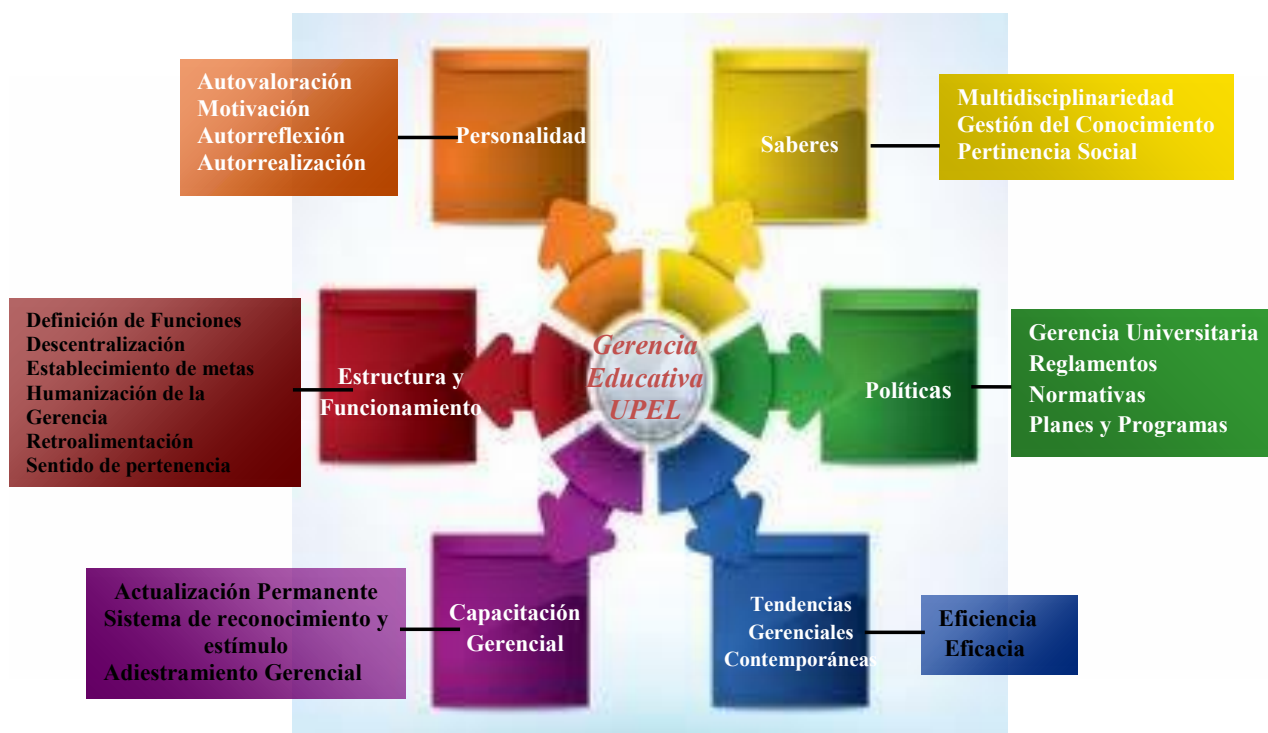 Autovaloración
Motivación
Autorreflexión
Autorrealización
Personalidad
Saberes
Multidisciplinariedad
Gestión del Conocimiento
Pertinencia Social
Definición de Funciones
Descentralización
Establecimiento de metas
Humanización de la
Gerencia
Retroalimentación
Sentido de pertenencia
Estructura y
Funcionamiento
Gerencia
Educativa
UPEL
Políticas
Gerencia Universitaria
Reglamentos
Normativas
Planes y Programas
Actualización Permanente
Sistema de reconocimiento y
estímulo
Adiestramiento Gerencial
Capacitación
Gerencial
Tendencias
Gerenciales
Contemporáneas
Eficiencia
Eficacia